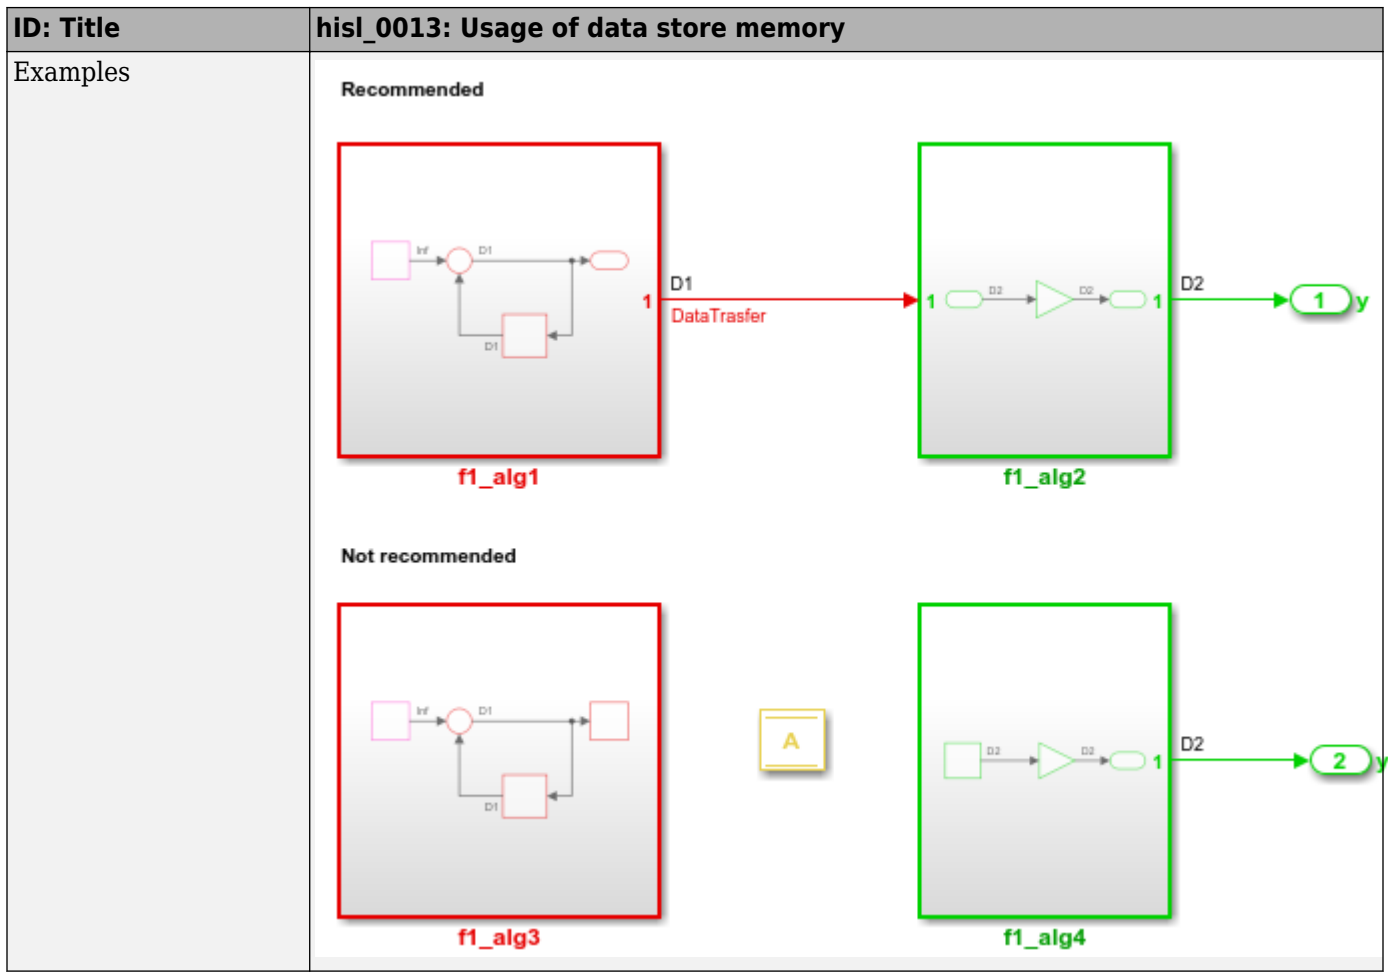 ID: Title
hisl_0013: Usage of data store memory
Examples
Recommended
Inf
D1
D1
1
D1
DataTrasfer
1
D2
D2
1
D2
1
y
f1_alg1
f1_alg2
Not recommended
Inf
D1
D1
A
D2
D2
1
D2
2
y
f1_alg3
f1_alg4